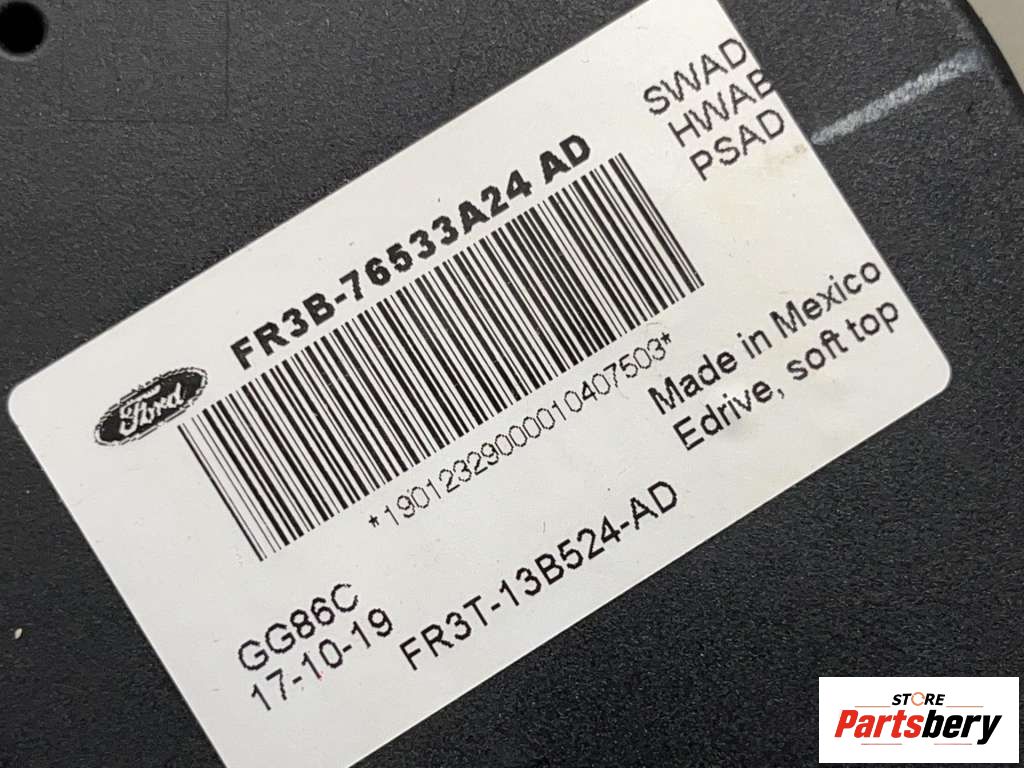 SWAD
HWAB
PSAD
FR3B-76533A24 AD
Ford
*19012329000010407503*
Made in Mexico
Edrive, soft top
GG86C
17-10-19
FR3T-13B524-AD
STORE
Partsbery